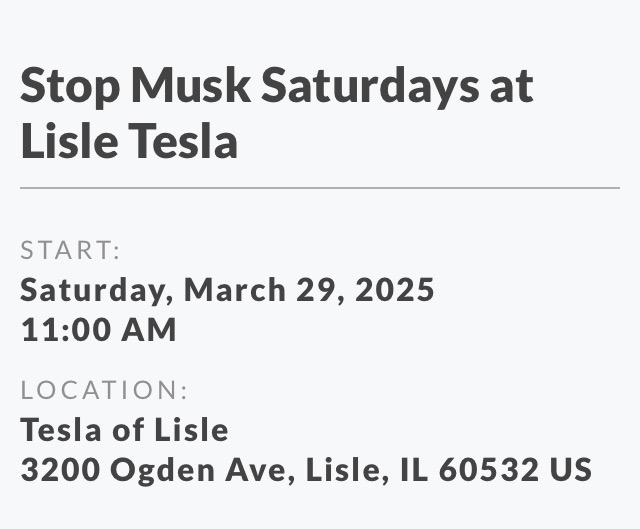 Stop Musk Saturdays at
Lisle Tesla
START:
Saturday, March 29, 2025
11:00 AM
LOCATION:
Tesla of Lisle
3200 Ogden Ave, Lisle, IL 60532 US